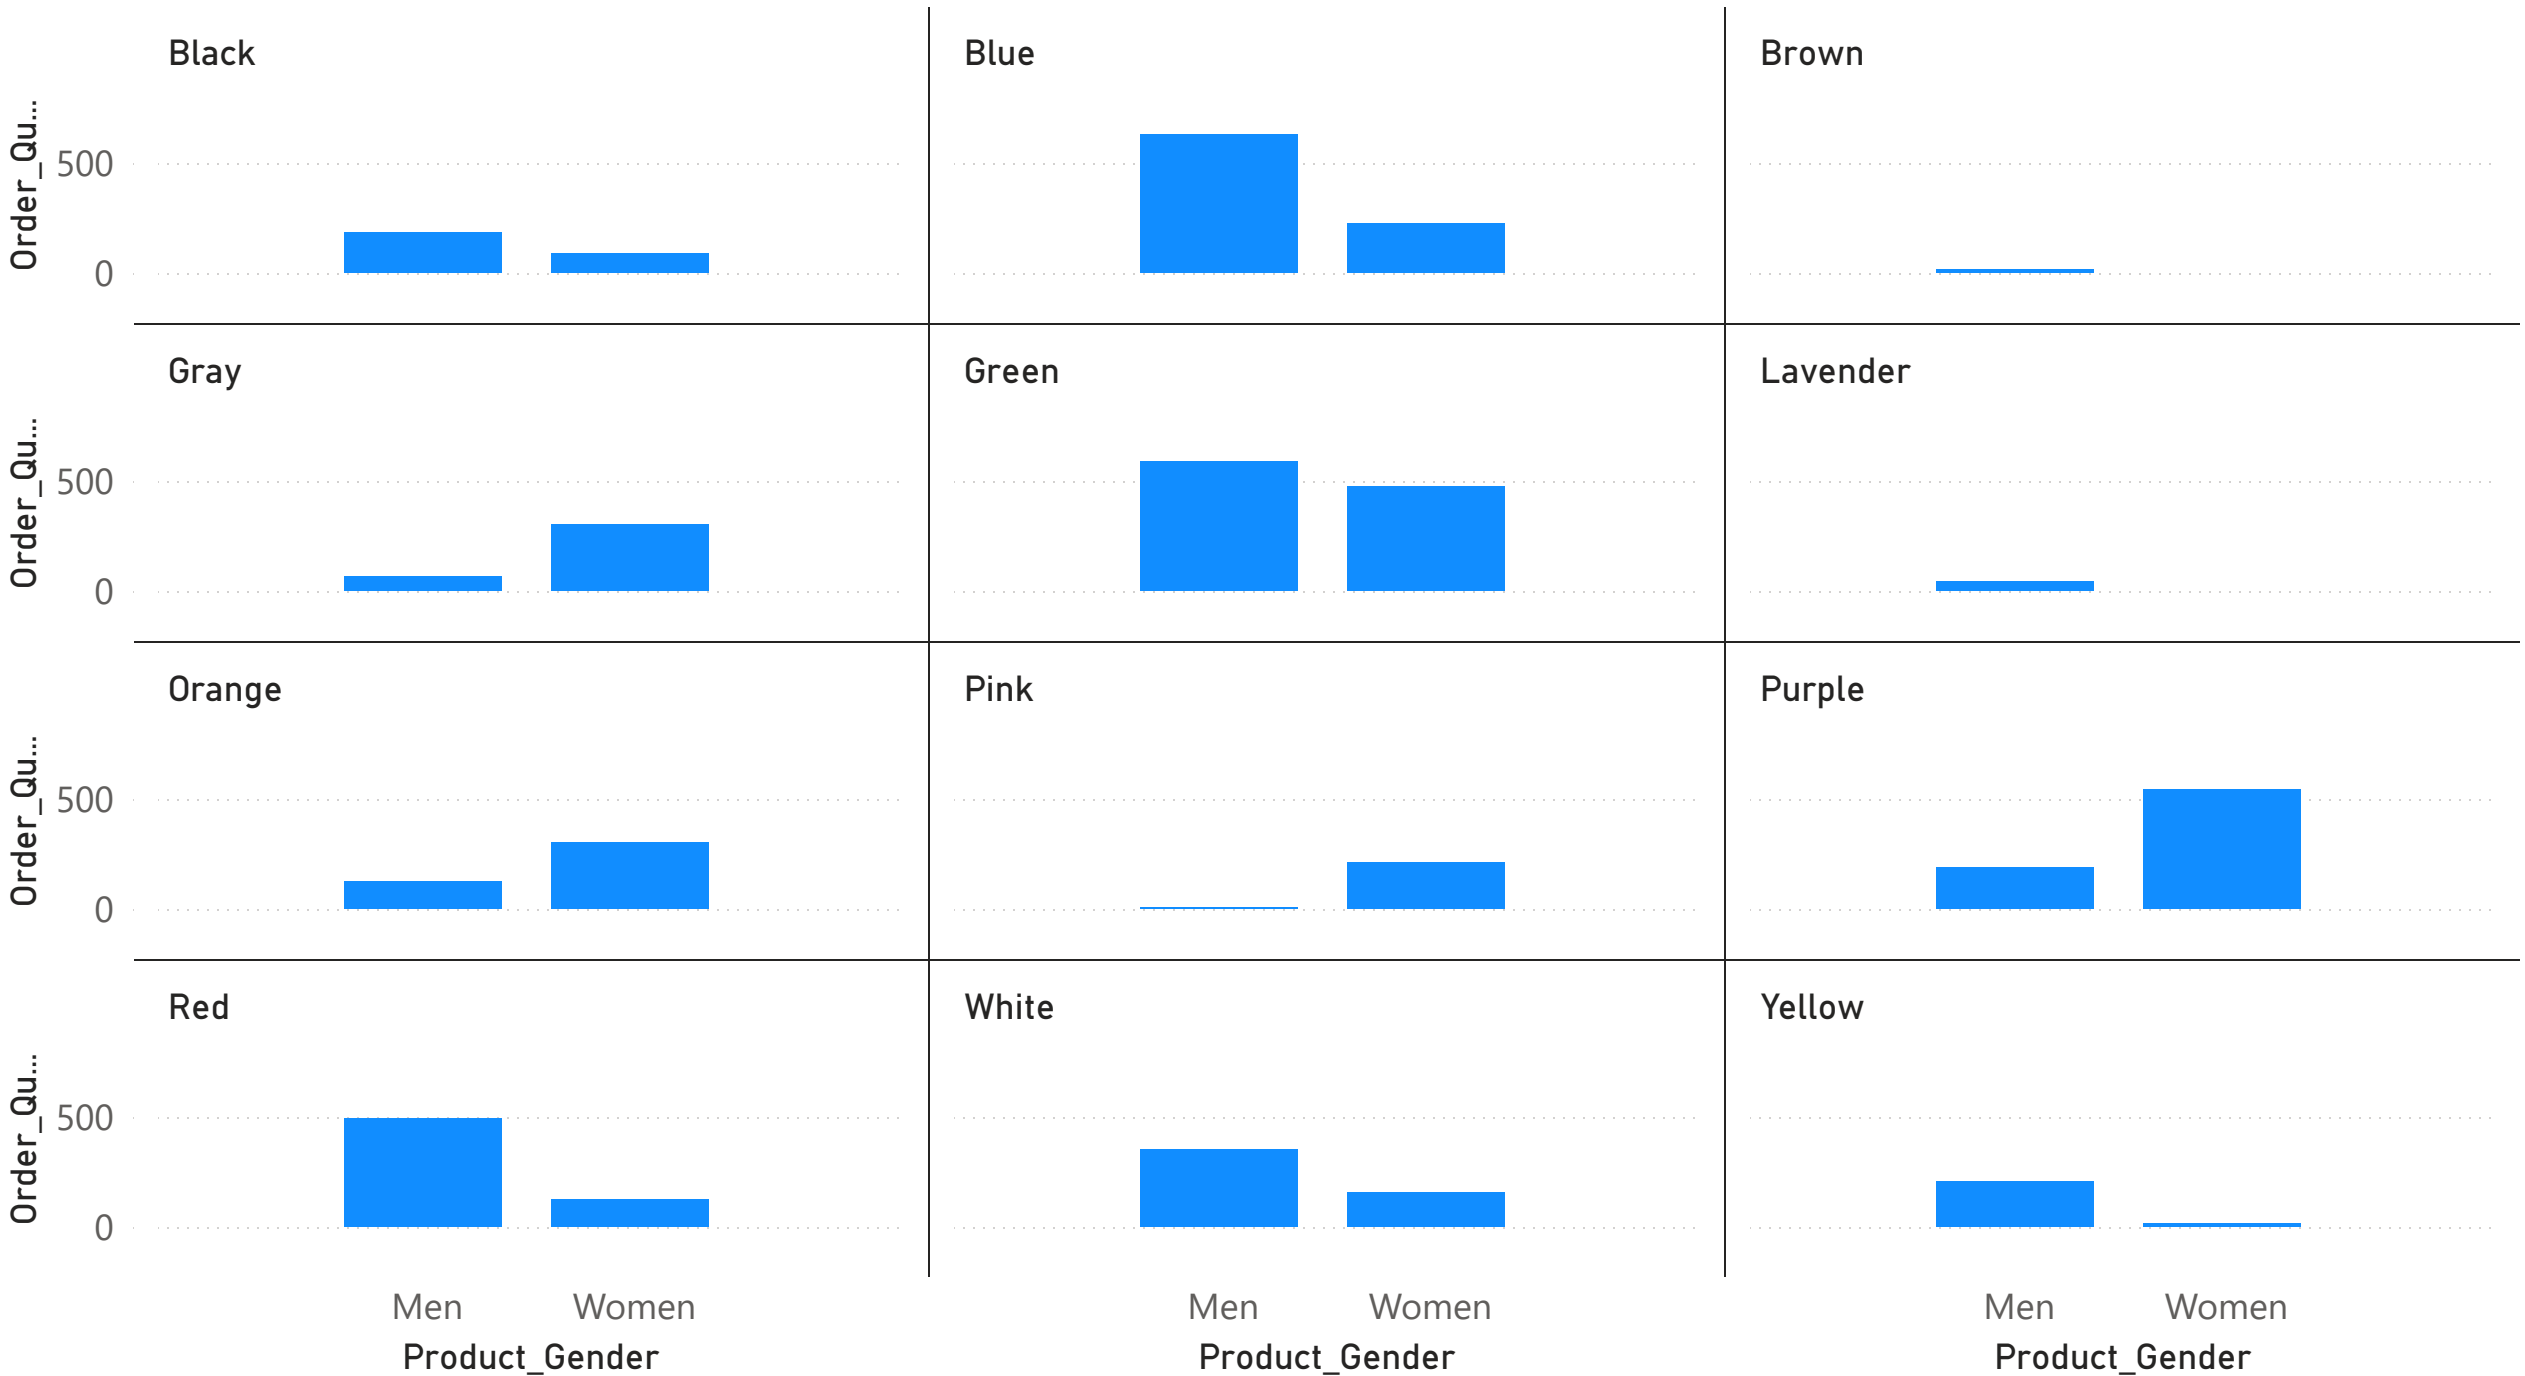 Black
Blue
Brown
Order_Qu...
500
0
Gray
Green
Lavender
Order_Qu...
500
0
Orange
Pink
Purple
Order_Qu...
500
0
Red
White
Yellow
Order_Qu...
500
0
Men Women
Men Women
Men Women
Product_Gender
Product_Gender
Product_Gender